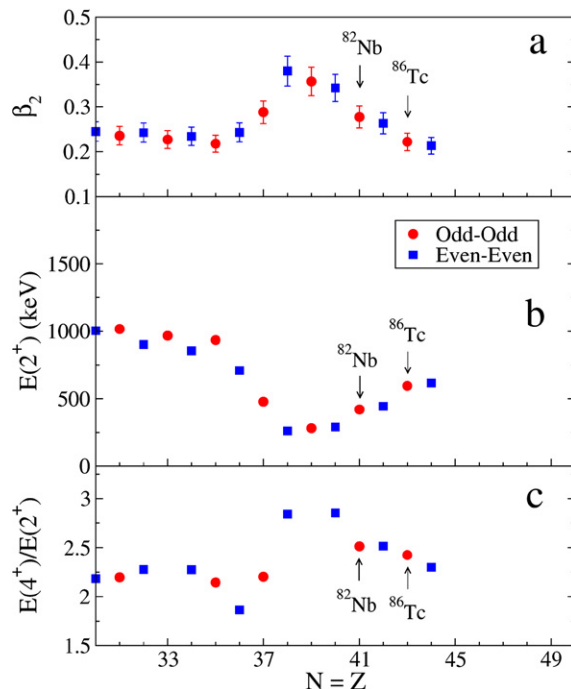 0.5
0.4
0.3
0.2
0.1
β₂
⁸²Nb
⁸⁶Tc
a
1500
1000
500
0
E(2⁺) (keV)
Odd-Odd
Even-Even
⁸²Nb
⁸⁶Tc
b
3
2.5
2
1.5
E(4⁺)/E(2⁺)
⁸²Nb
⁸⁶Tc
c
33 37 41 45 49
N = Z